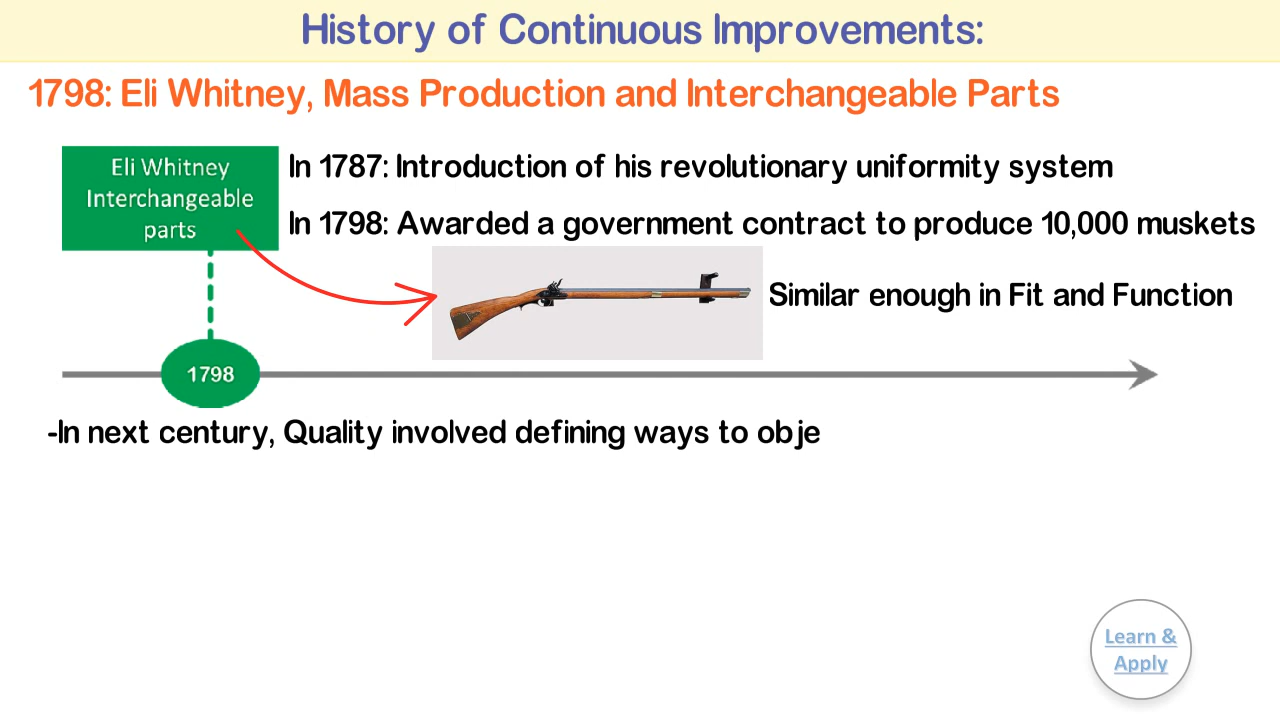 History of Continuous Improvements:
1798: Eli Whitney, Mass Production and Interchangeable Parts
Eli Whitney
Interchangeable
parts
In 1787: Introduction of his revolutionary uniformity system
In 1798: Awarded a government contract to produce 10,000 muskets
Similar enough in Fit and Function
1798
-In next century, Quality involved defining ways to obje
Learn &
Apply